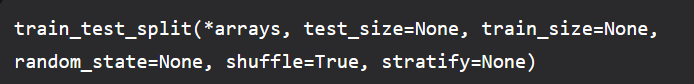 train_test_split(*arrays, test_size=None, train_size=None,
random_state=None, shuffle=True, stratify=None)